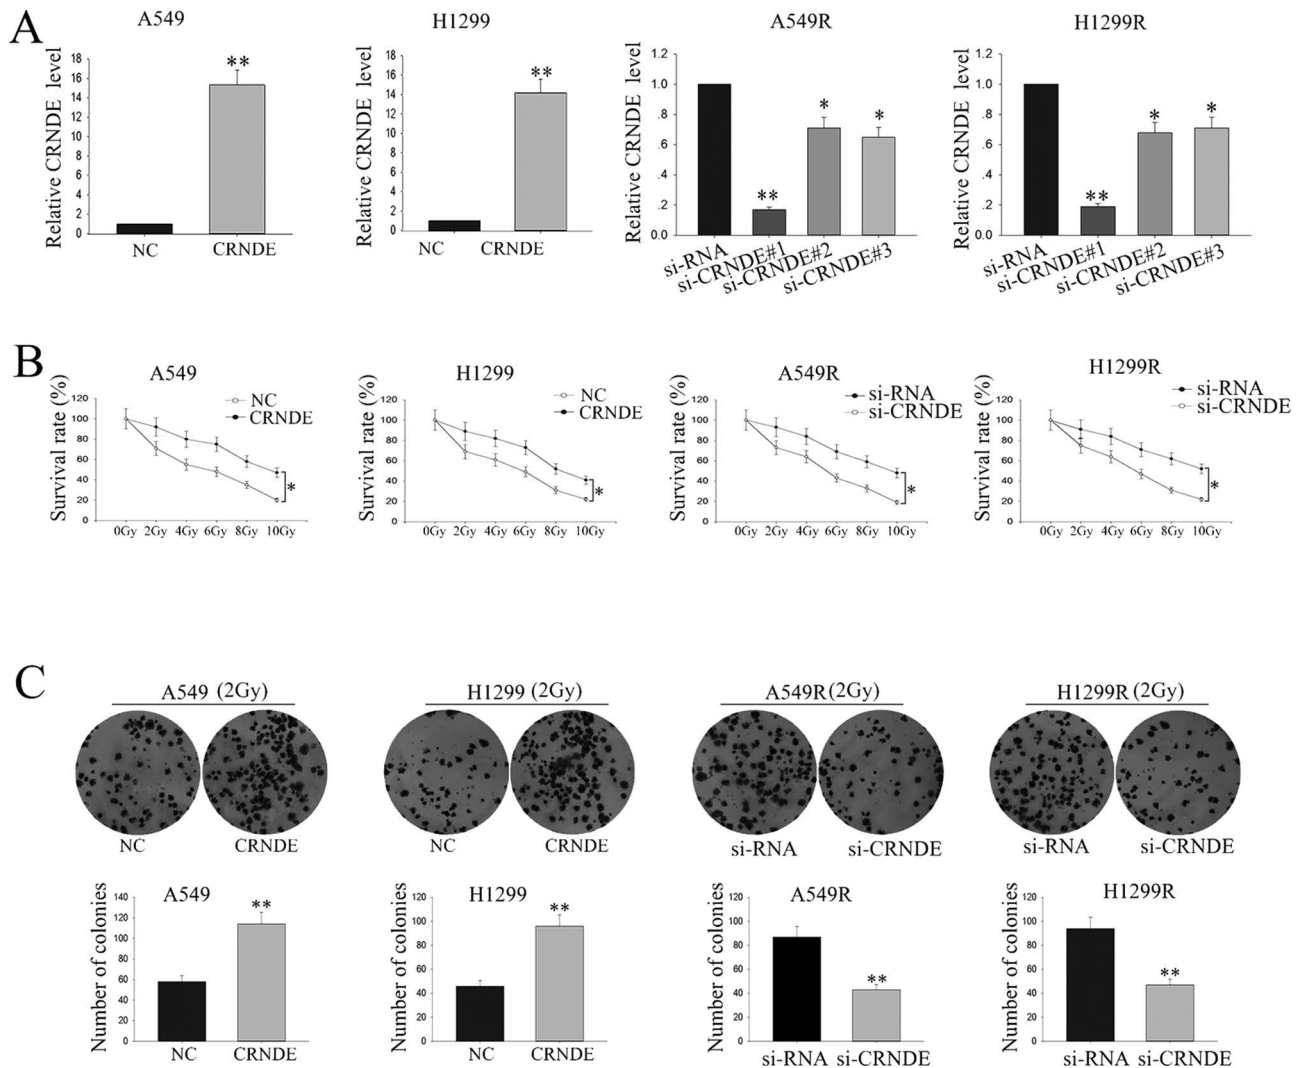 A
A549
H1299
A549R
H1299R
Relative CRNDE level
18
16
14
12
10
8
6
4
2
0
**
NC
CRNDE
Relative CRNDE level
18
16
14
12
10
8
6
4
2
0
**
NC
CRNDE
Relative CRNDE level
1.2
1.0
.8
.6
.4
.2
0.0
**
*
*
si-RNA
si-CRNDE#1
si-CRNDE#2
si-CRNDE#3
Relative CRNDE level
1.2
1.0
.8
.6
.4
.2
0.0
**
*
*
si-RNA
si-CRNDE#1
si-CRNDE#2
si-CRNDE#3
B
A549
NC
CRNDE
Survival rate (%)
120
100
80
60
40
20
0
*
0Gy 2Gy 4Gy 6Gy 8Gy 10Gy
H1299
NC
CRNDE
Survival rate (%)
120
100
80
60
40
20
0
*
0Gy 2Gy 4Gy 6Gy 8Gy 10Gy
A549R
si-RNA
si-CRNDE
Survival rate (%)
120
100
80
60
40
20
0
*
0Gy 2Gy 4Gy 6Gy 8Gy 10Gy
H1299R
si-RNA
si-CRNDE
Survival rate (%)
120
100
80
60
40
20
0
*
0Gy 2Gy 4Gy 6Gy 8Gy 10Gy
C
A549 (2Gy)
NC
CRNDE
H1299 (2Gy)
NC
CRNDE
A549R(2Gy)
si-RNA
si-CRNDE
H1299R (2Gy)
si-RNA
si-CRNDE
A549
Number of colonies
140
120
100
80
60
40
20
0
**
NC
CRNDE
H1299
Number of colonies
120
100
80
60
40
20
0
**
NC
CRNDE
A549R
Number of colonies
120
100
80
60
40
20
0
**
si-RNA
si-CRNDE
H1299R
Number of colonies
120
100
80
60
40
20
0
**
si-RNA
si-CRNDE